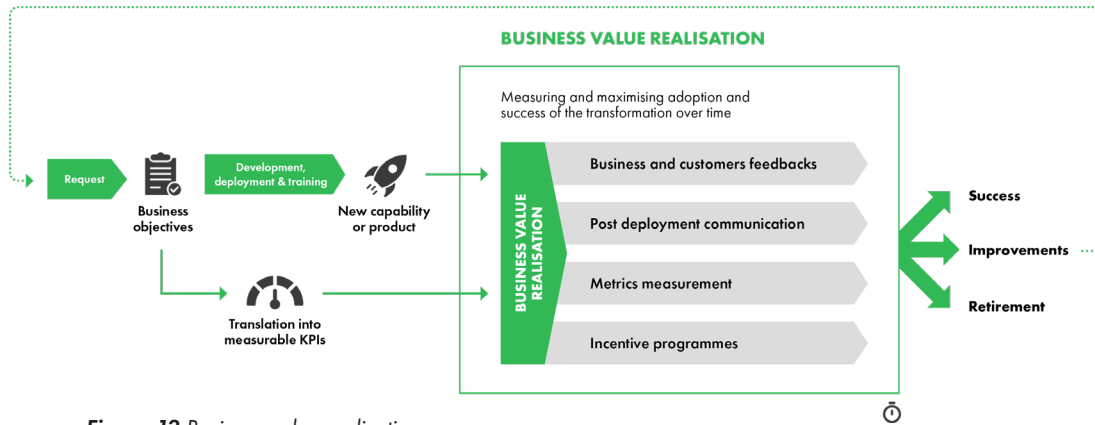 BUSINESS VALUE REALISATION
Measuring and maximising adoption and
success of the transformation over time
Request
Business
objectives
Development,
deployment & training
New capability
or product
Translation into
measurable KPIs
BUSINESS VALUE
REALISATION
Business and customers feedbacks
Post deployment communication
Metrics measurement
Incentive programmes
Success
Improvements
Retirement